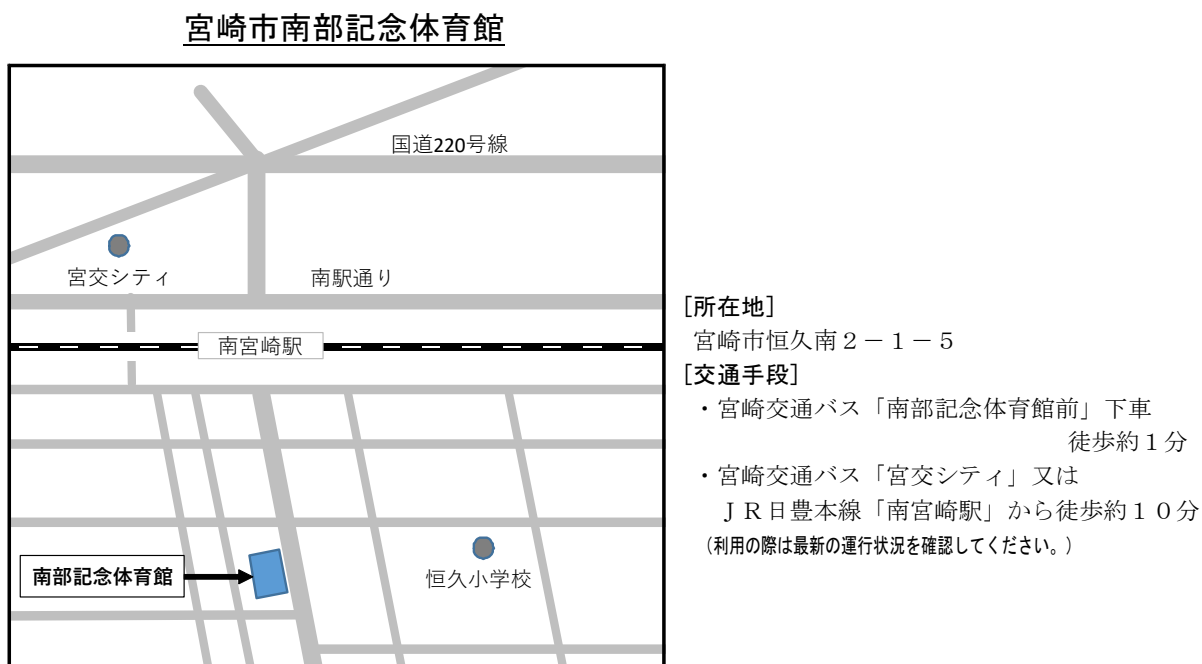 宮崎市南部記念体育館
国道220号線
宮交シティ
南駅通り
南宮崎駅
南部記念体育館
恒久小学校
[所在地]
宮崎市恒久南２－１－５
[交通手段]
・宮崎交通バス「南部記念体育館前」下車
徒歩約１分
・宮崎交通バス「宮交シティ」又は
ＪＲ日豊本線「南宮崎駅」から徒歩約１０分
（利用の際は最新の運行状況を確認してください。）